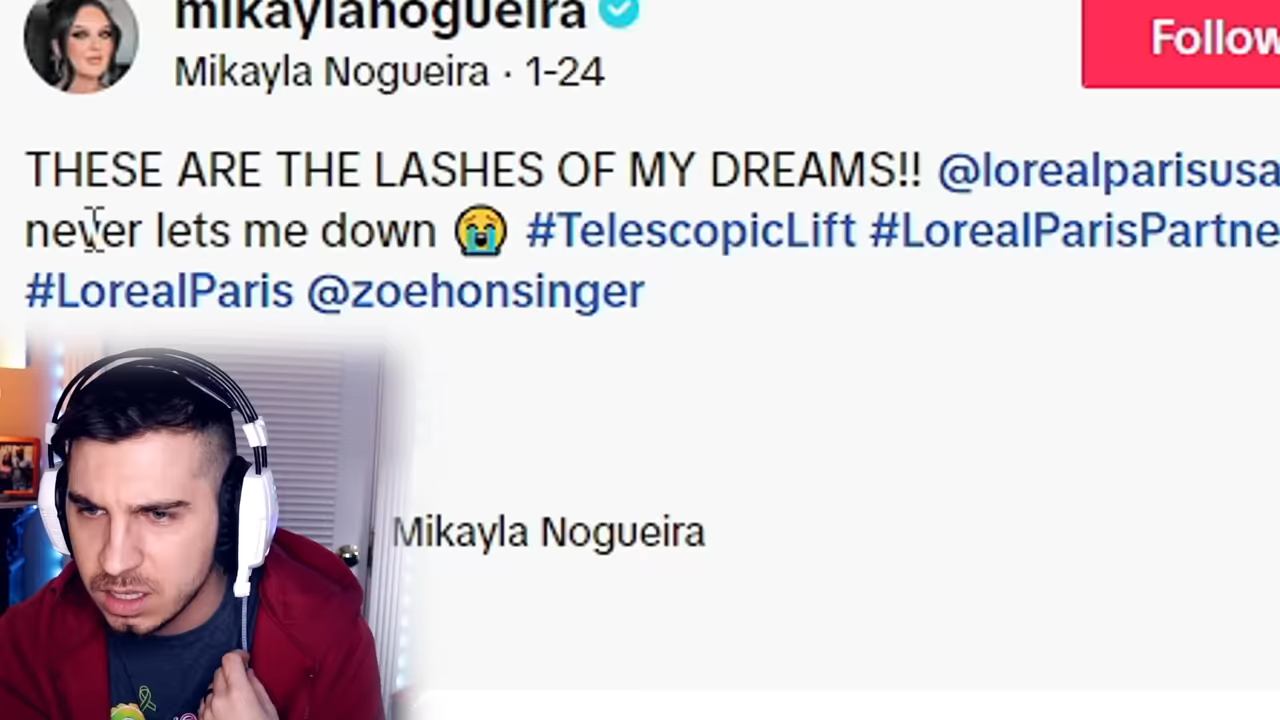 mikaylanogueira
Mikayla Nogueira · 1-24
Follow
THESE ARE THE LASHES OF MY DREAMS!! @lorealparisusa
never lets me down 😭 #TelescopicLift #LorealParisPartne
#LorealParis @zoehonsinger
Mikayla Nogueira